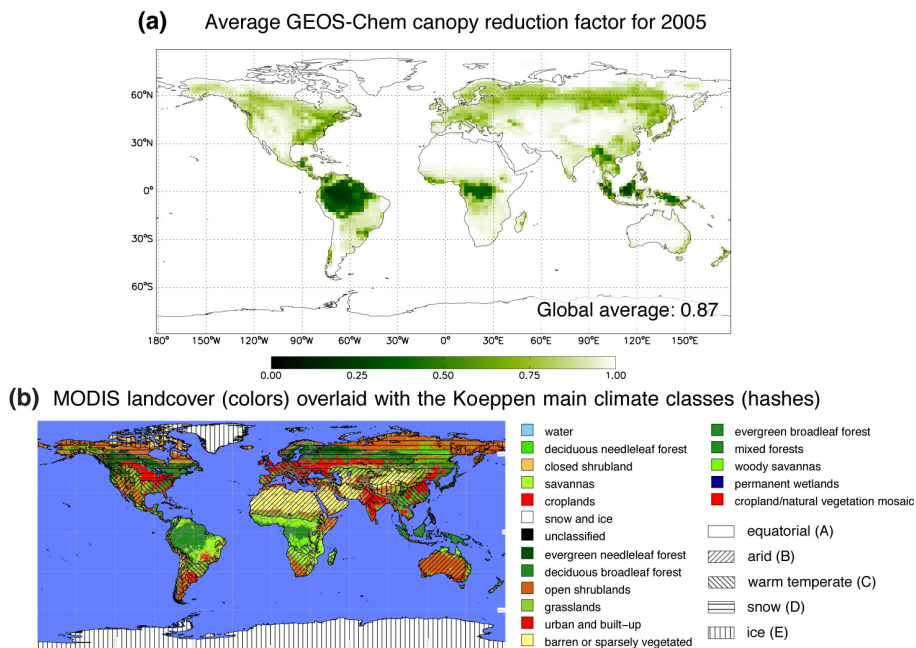 (a) Average GEOS-Chem canopy reduction factor for 2005
60°N
30°N
0°
30°S
60°S
Global average: 0.87
180° 150°W 120°W 90°W 60°W 30°W 0° 30°E 60°E 90°E 120°E 150°E
0.00 0.25 0.50 0.75 1.00
(b) MODIS landcover (colors) overlaid with the Koeppen main climate classes (hashes)
water
deciduous needleleaf forest
closed shrubland
savannas
croplands
snow and ice
unclassified
evergreen needleleaf forest
deciduous broadleaf forest
open shrublands
grasslands
urban and built-up
barren or sparsely vegetated
evergreen broadleaf forest
mixed forests
woody savannas
permanent wetlands
cropland/natural vegetation mosaic
equatorial (A)
arid (B)
warm temperate (C)
snow (D)
ice (E)